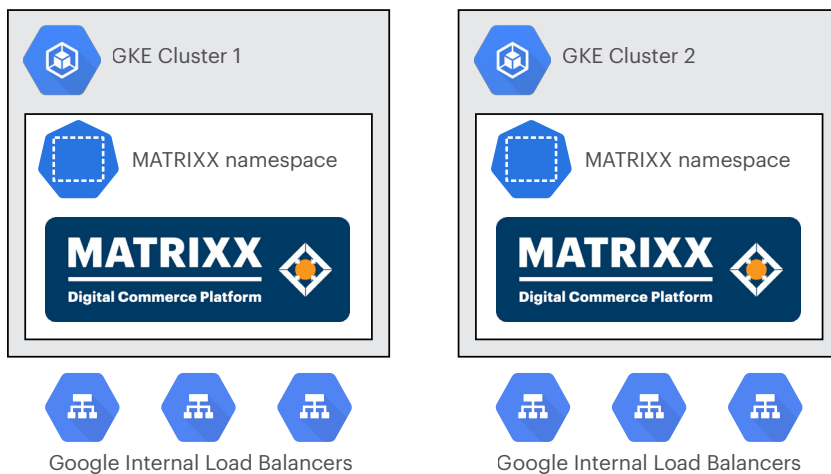 GKE Cluster 1
MATRIXX namespace
MATRIXX
Digital Commerce Platform
Google Internal Load Balancers
GKE Cluster 2
MATRIXX namespace
MATRIXX
Digital Commerce Platform
Google Internal Load Balancers